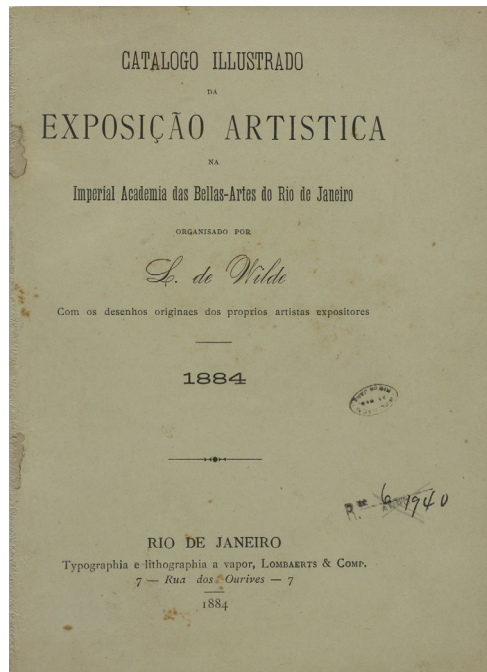 CATALOGO ILLUSTRADO
DA
EXPOSIÇÃO ARTISTICA
NA
Imperial Academia das Bellas-Artes do Rio de Janeiro
ORGANISADO POR
L. de Wilde
Com os desenhos originaes dos proprios artistas expositores
1884
6 1940
RIO DE JANEIRO
Typographia e lithographia a vapor, LOMBAERTS & COMP.
7 — Rua dos Ourives — 7
1884